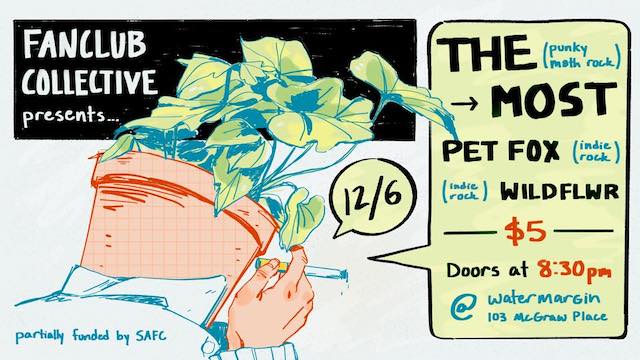 FANCLUB
COLLECTIVE
presents...
THE (punky
math rock)
→ MOST
PET FOX (indie
rock)
(indie
rock) WILDFLWR
$5
Doors at 8:30pm
@ watermargin
103 McGraw Place
12/6
partially funded by SAFC